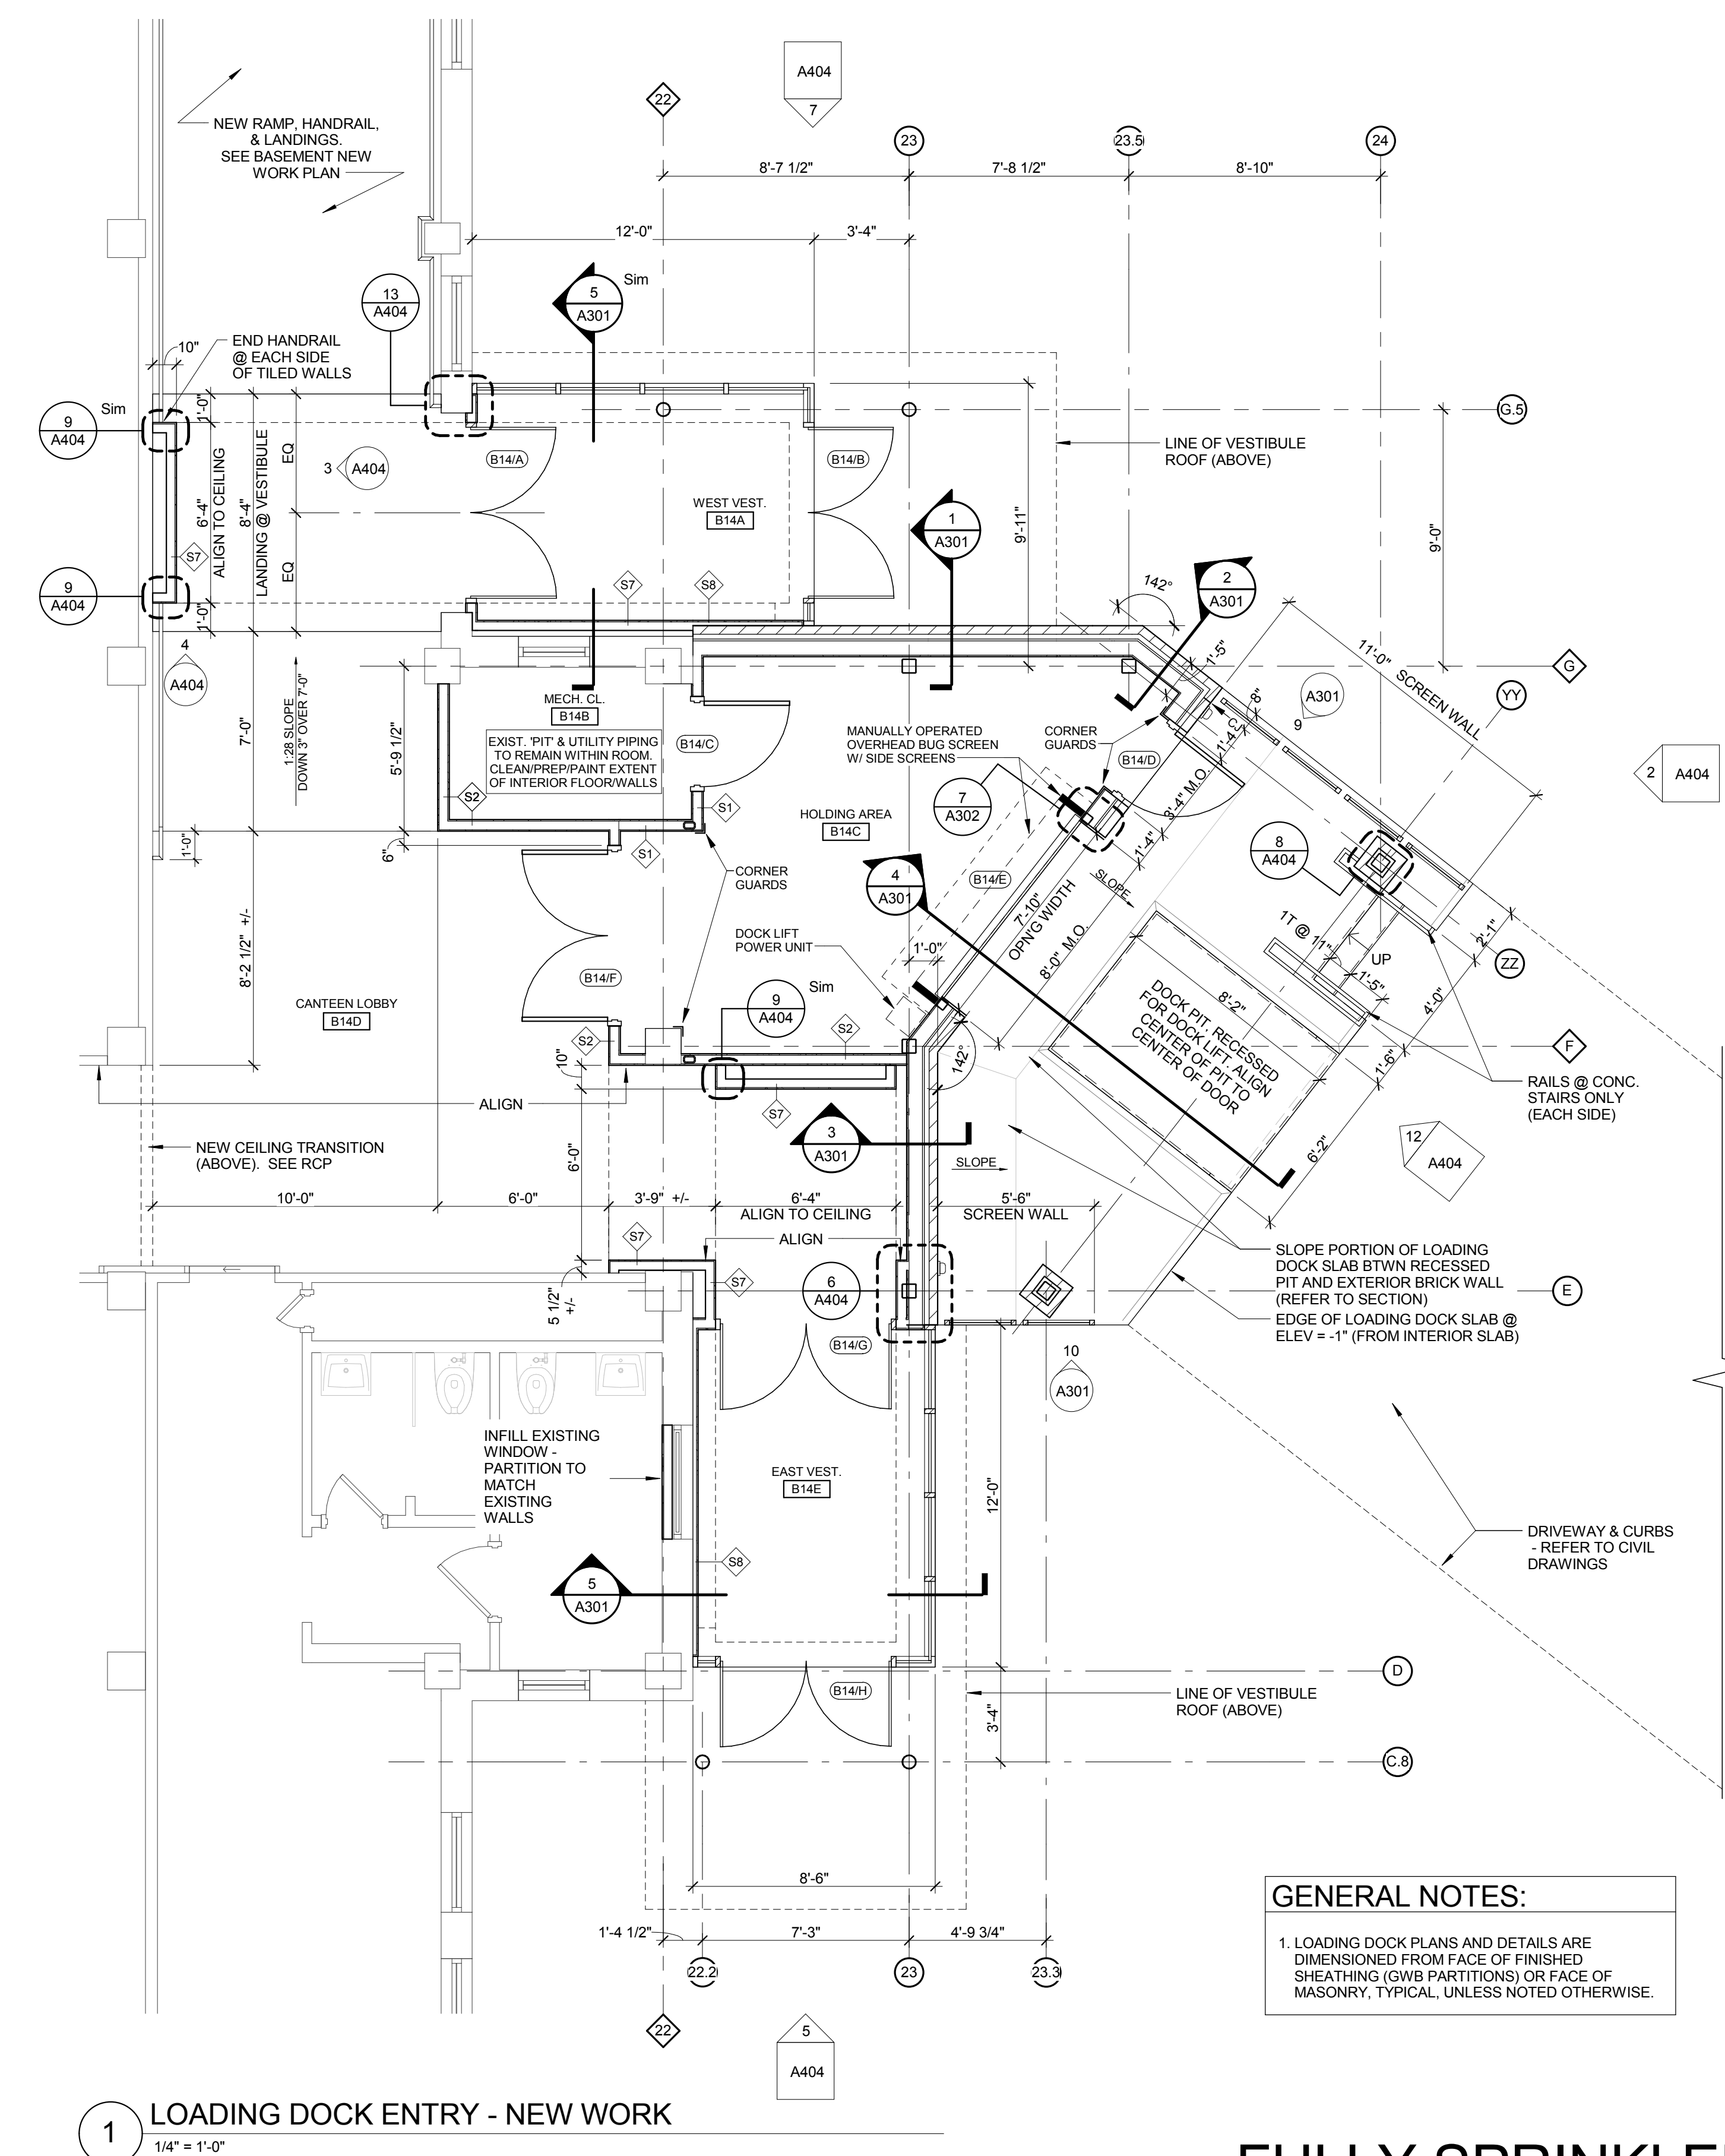 A404
7
22
23
23.5
24
NEW RAMP, HANDRAIL,
& LANDINGS.
SEE BASEMENT NEW
WORK PLAN
8'-7 1/2"
7'-8 1/2"
8'-10"
12'-0"
3'-4"
13
A404
5
A301
Sim
10"
END HANDRAIL
@ EACH SIDE
OF TILED WALLS
9
A404
Sim
1'-0"
6'-4"
ALIGN TO CEILING
8'-4"
LANDING @ VESTIBULE
EQ
EQ
1'-0"
3
A404
B14/A
B14/B
G.5
LINE OF VESTIBULE
ROOF (ABOVE)
WEST VEST.
B14A
1
A301
9'-11"
9'-0"
S7
9
A404
S7
S8
142°
2
A301
4
A404
1'-5"
11'-0" SCREEN WALL
G
YY
1:28 SLOPE
DOWN 3" OVER 7'-0"
7'-0"
5'-9 1/2"
MECH. CL.
B14B
EXIST. 'PIT' & UTILITY PIPING
TO REMAIN WITHIN ROOM.
CLEAN/PREP/PAINT EXTENT
OF INTERIOR FLOOR/WALLS
B14/C
MANUALLY OPERATED
OVERHEAD BUG SCREEN
W/ SIDE SCREENS
CORNER
GUARDS
B14/D
CJ
8"
A301
9
1'-4"
3'-4" M.O.
2
A404
S2
S1
7
A302
HOLDING AREA
B14C
1'-4"
8
A404
S1
6"
1'-0"
CORNER
GUARDS
4
A301
B14/E
SLOPE
7'-10"
OPN'G WIDTH
8'-0" M.O.
1T @ 11"
UP
1'-5"
2'-1"
ZZ
4'-0"
8'-2 1/2" +/-
DOCK LIFT
POWER UNIT
1'-0"
B14/F
9
A404
Sim
CANTEEN LOBBY
B14D
S2
S2
8'-2"
DOCK PIT, RECESSED
FOR DOCK LIFT. ALIGN
CENTER OF PIT TO
CENTER OF DOOR
F
10"
142°
1'-6"
RAILS @ CONC.
STAIRS ONLY
(EACH SIDE)
ALIGN
S7
3
A301
6'-0"
NEW CEILING TRANSITION
(ABOVE). SEE RCP
SLOPE
12
A404
6'-2"
10'-0"
6'-0"
3'-9" +/-
6'-4"
ALIGN TO CEILING
5'-6"
SCREEN WALL
S7
ALIGN
SLOPE PORTION OF LOADING
DOCK SLAB BTWN RECESSED
PIT AND EXTERIOR BRICK WALL
(REFER TO SECTION)
S7
6
A404
E
5 1/2"
+/-
EDGE OF LOADING DOCK SLAB @
ELEV = -1" (FROM INTERIOR SLAB)
B14/G
10
A301
INFILL EXISTING
WINDOW -
PARTITION TO
MATCH
EXISTING
WALLS
EAST VEST.
B14E
12'-0"
DRIVEWAY & CURBS
- REFER TO CIVIL
DRAWINGS
S8
5
A301
D
B14/H
LINE OF VESTIBULE
ROOF (ABOVE)
3'-4"
C.8
8'-6"
1'-4 1/2"
7'-3"
4'-9 3/4"
22.2
23
23.3
22
5
A404
GENERAL NOTES:
1. LOADING DOCK PLANS AND DETAILS ARE
DIMENSIONED FROM FACE OF FINISHED
SHEATHING (GWB PARTITIONS) OR FACE OF
MASONRY, TYPICAL, UNLESS NOTED OTHERWISE.
1
LOADING DOCK ENTRY - NEW WORK
1/4" = 1'-0"